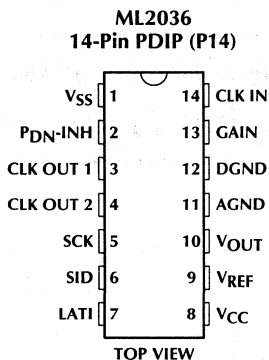 ML2036
14-Pin PDIP (P14)
VSS 1 14 CLK IN
PDN-INH 2 13 GAIN
CLK OUT 1 3 12 DGND
CLK OUT 2 4 11 AGND
SCK 5 10 VOUT
SID 6 9 VREF
LATI 7 8 VCC
TOP VIEW